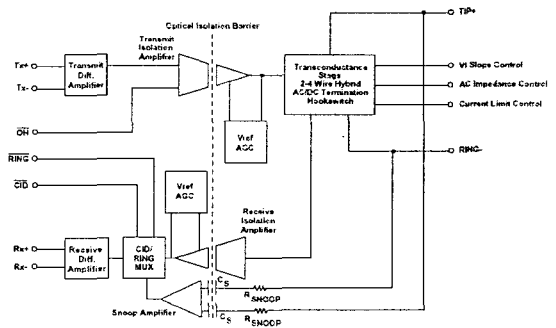 Optical Isolation Barrier
TIP+
Transmit
Isolation
Amplifier
Tx+
Tx-
Transmit
Diff.
Amplifier
Transconductance
Stage
2-4 Wire Hybrid
AC/DC Termination
Hookswitch
VI Slope Control
AC Impedance Control
Current Limit Control
OH
Vref
AGC
RING
RING-
CID
Vref
AGC
Receive
Isolation
Amplifier
Rx+
Rx-
Receive
Diff.
Amplifier
CID/
RING
MUX
Snoop Amplifier
CS
RSNOOP
CS
RSNOOP